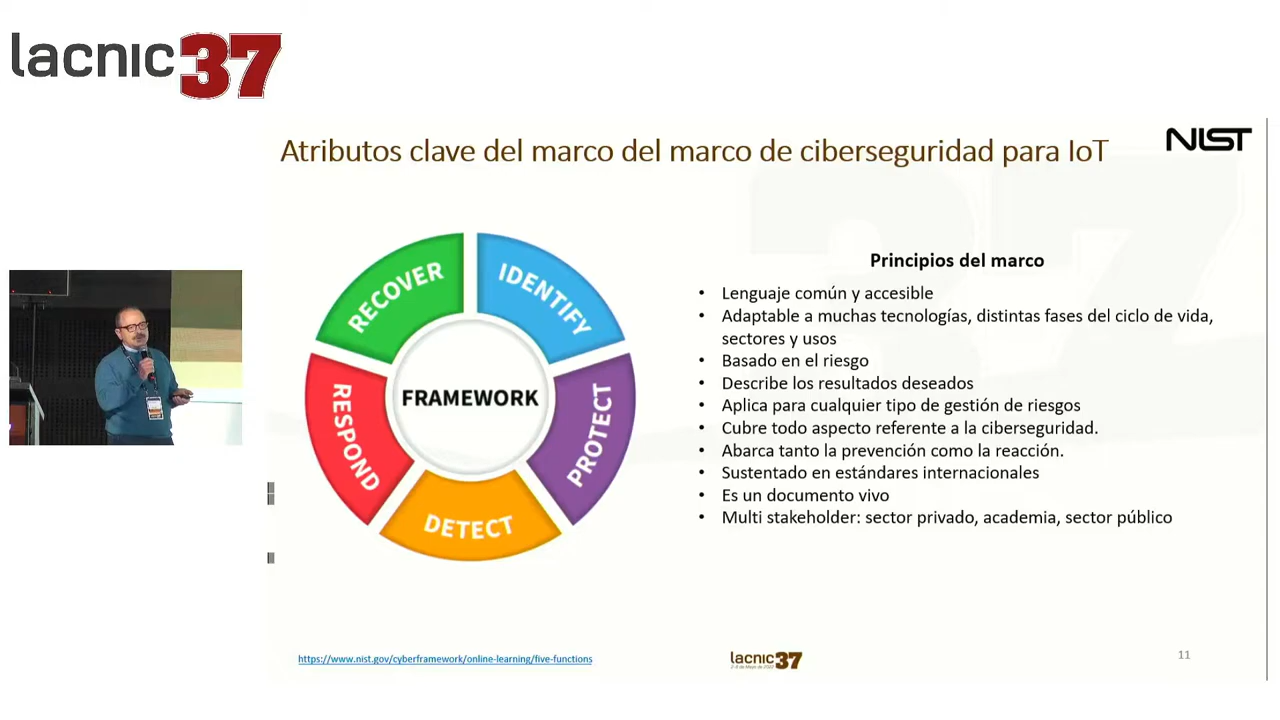 lacnic 37
NIST
Atributos clave del marco del marco de ciberseguridad para IoT
RECOVER
IDENTIFY
RESPOND
FRAMEWORK
PROTECT
DETECT
Principios del marco
• Lenguaje común y accesible
• Adaptable a muchas tecnologías, distintas fases del ciclo de vida,
sectores y usos
• Basado en el riesgo
• Describe los resultados deseados
• Aplica para cualquier tipo de gestión de riesgos
• Cubre todo aspecto referente a la ciberseguridad.
• Abarca tanto la prevención como la reacción.
• Sustentado en estándares internacionales
• Es un documento vivo
• Multi stakeholder: sector privado, academia, sector público
https://www.nist.gov/cyberframework/online-learning/five-functions
lacnic 37
11